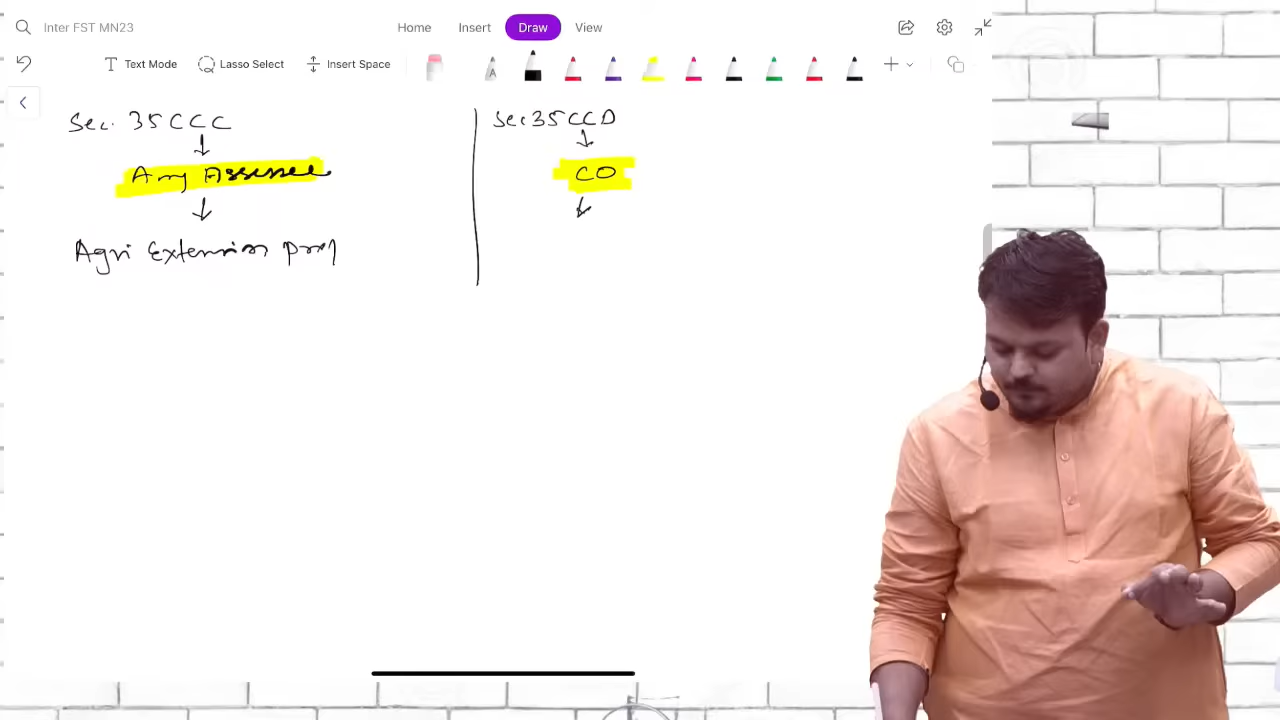 Inter FST MN23
Home Insert Draw View
Text Mode Lasso Select Insert Space
Sec. 35CCC
Any Assessee
Agri Extension Proj
Sec 35CCD
CO